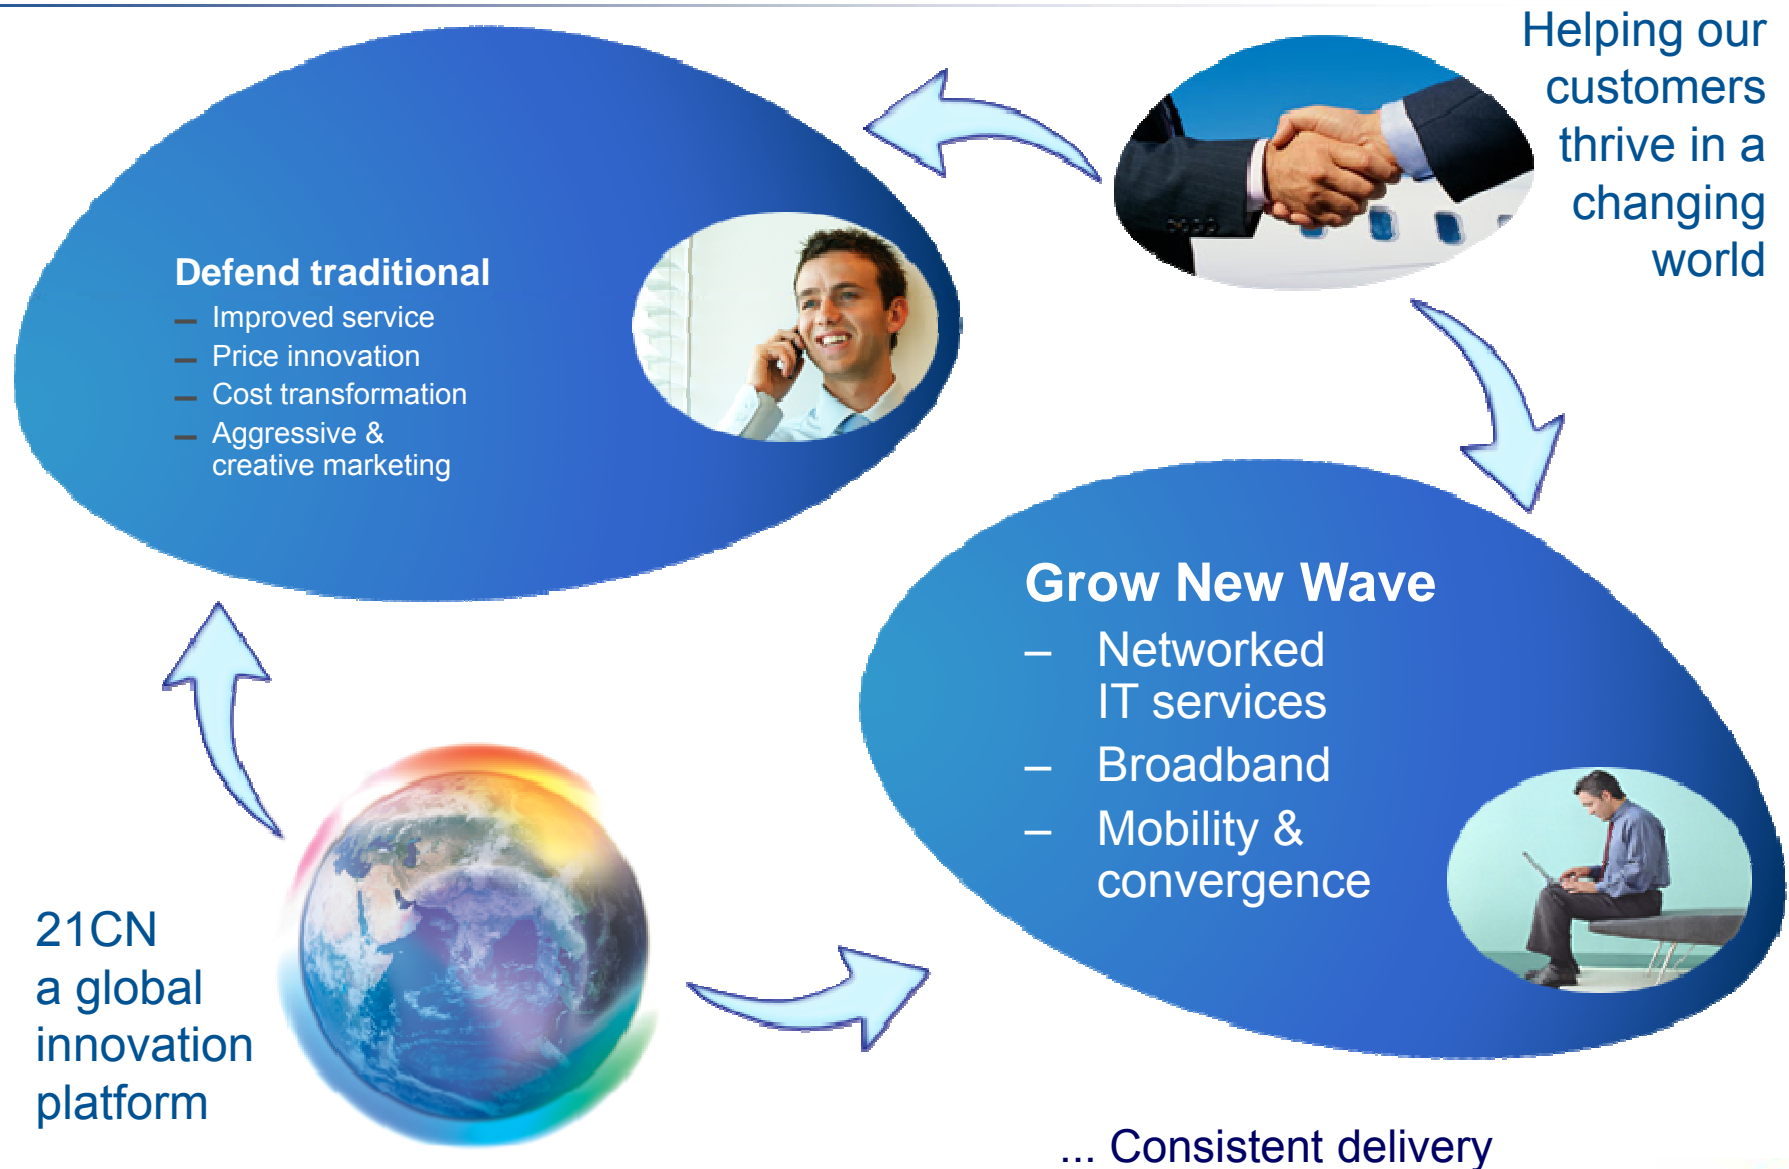 Helping our
customers
thrive in a
changing
world
Defend traditional
– Improved service
– Price innovation
– Cost transformation
– Aggressive &
creative marketing
Grow New Wave
– Networked
IT services
– Broadband
– Mobility &
convergence
21CN
a global
innovation
platform
... Consistent delivery